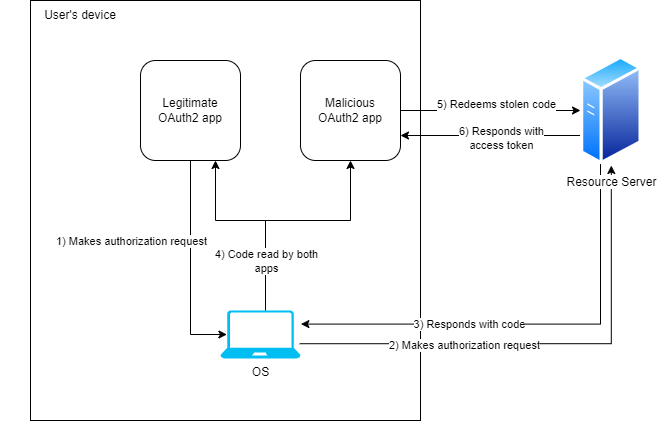 User's device
Legitimate
OAuth2 app
Malicious
OAuth2 app
5) Redeems stolen code
6) Responds with
access token
Resource Server
1) Makes authorization request
4) Code read by both
apps
3) Responds with code
2) Makes authorization request
OS